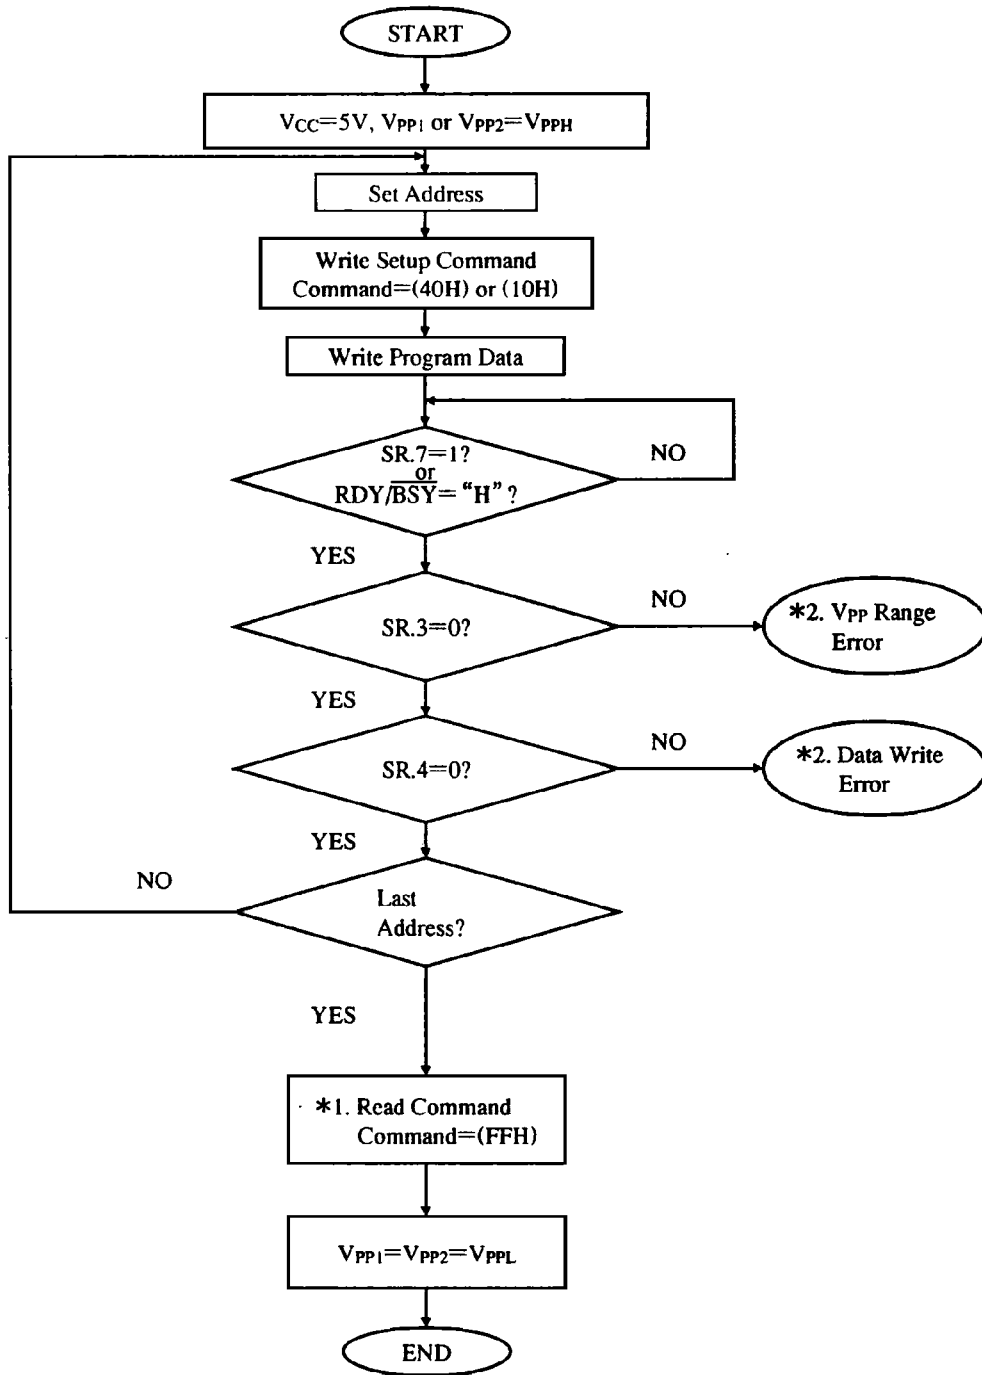 START
VCC=5V, VPP1 or VPP2=VPPH
Set Address
Write Setup Command
Command=(40H) or (10H)
Write Program Data
SR.7=1?
or
RDY/BSY= “H” ?
NO
YES
SR.3=0?
NO
*2. VPP Range
Error
YES
SR.4=0?
NO
*2. Data Write
Error
YES
NO
Last
Address?
YES
*1. Read Command
Command=(FFH)
VPP1=VPP2=VPPL
END